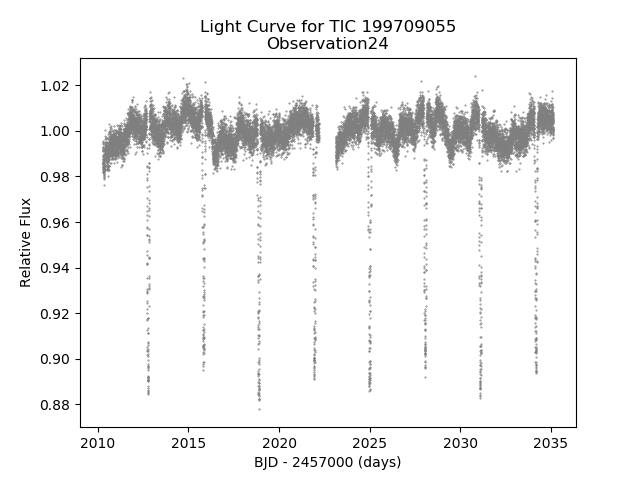 Light Curve for TIC 199709055
Observation24
1.02
1.00
0.98
0.96
0.94
0.92
0.90
0.88
Relative Flux
2010 2015 2020 2025 2030 2035
BJD - 2457000 (days)